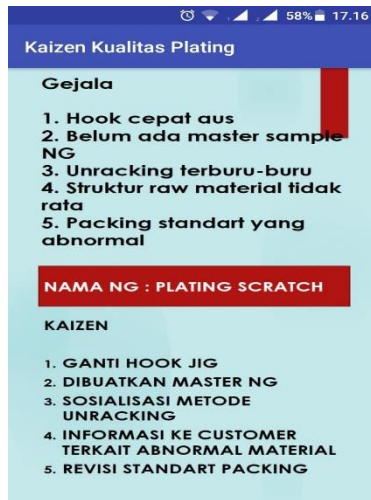 58% 17.16
Kaizen Kualitas Plating
Gejala
1. Hook cepat aus
2. Belum ada master sample
NG
3. Unracking terburu-buru
4. Struktur raw material tidak
rata
5. Packing standart yang
abnormal
NAMA NG : PLATING SCRATCH
KAIZEN
1. GANTI HOOK JIG
2. DIBUATKAN MASTER NG
3. SOSIALISASI METODE
UNRACKING
4. INFORMASI KE CUSTOMER
TERKAIT ABNORMAL MATERIAL
5. REVISI STANDART PACKING